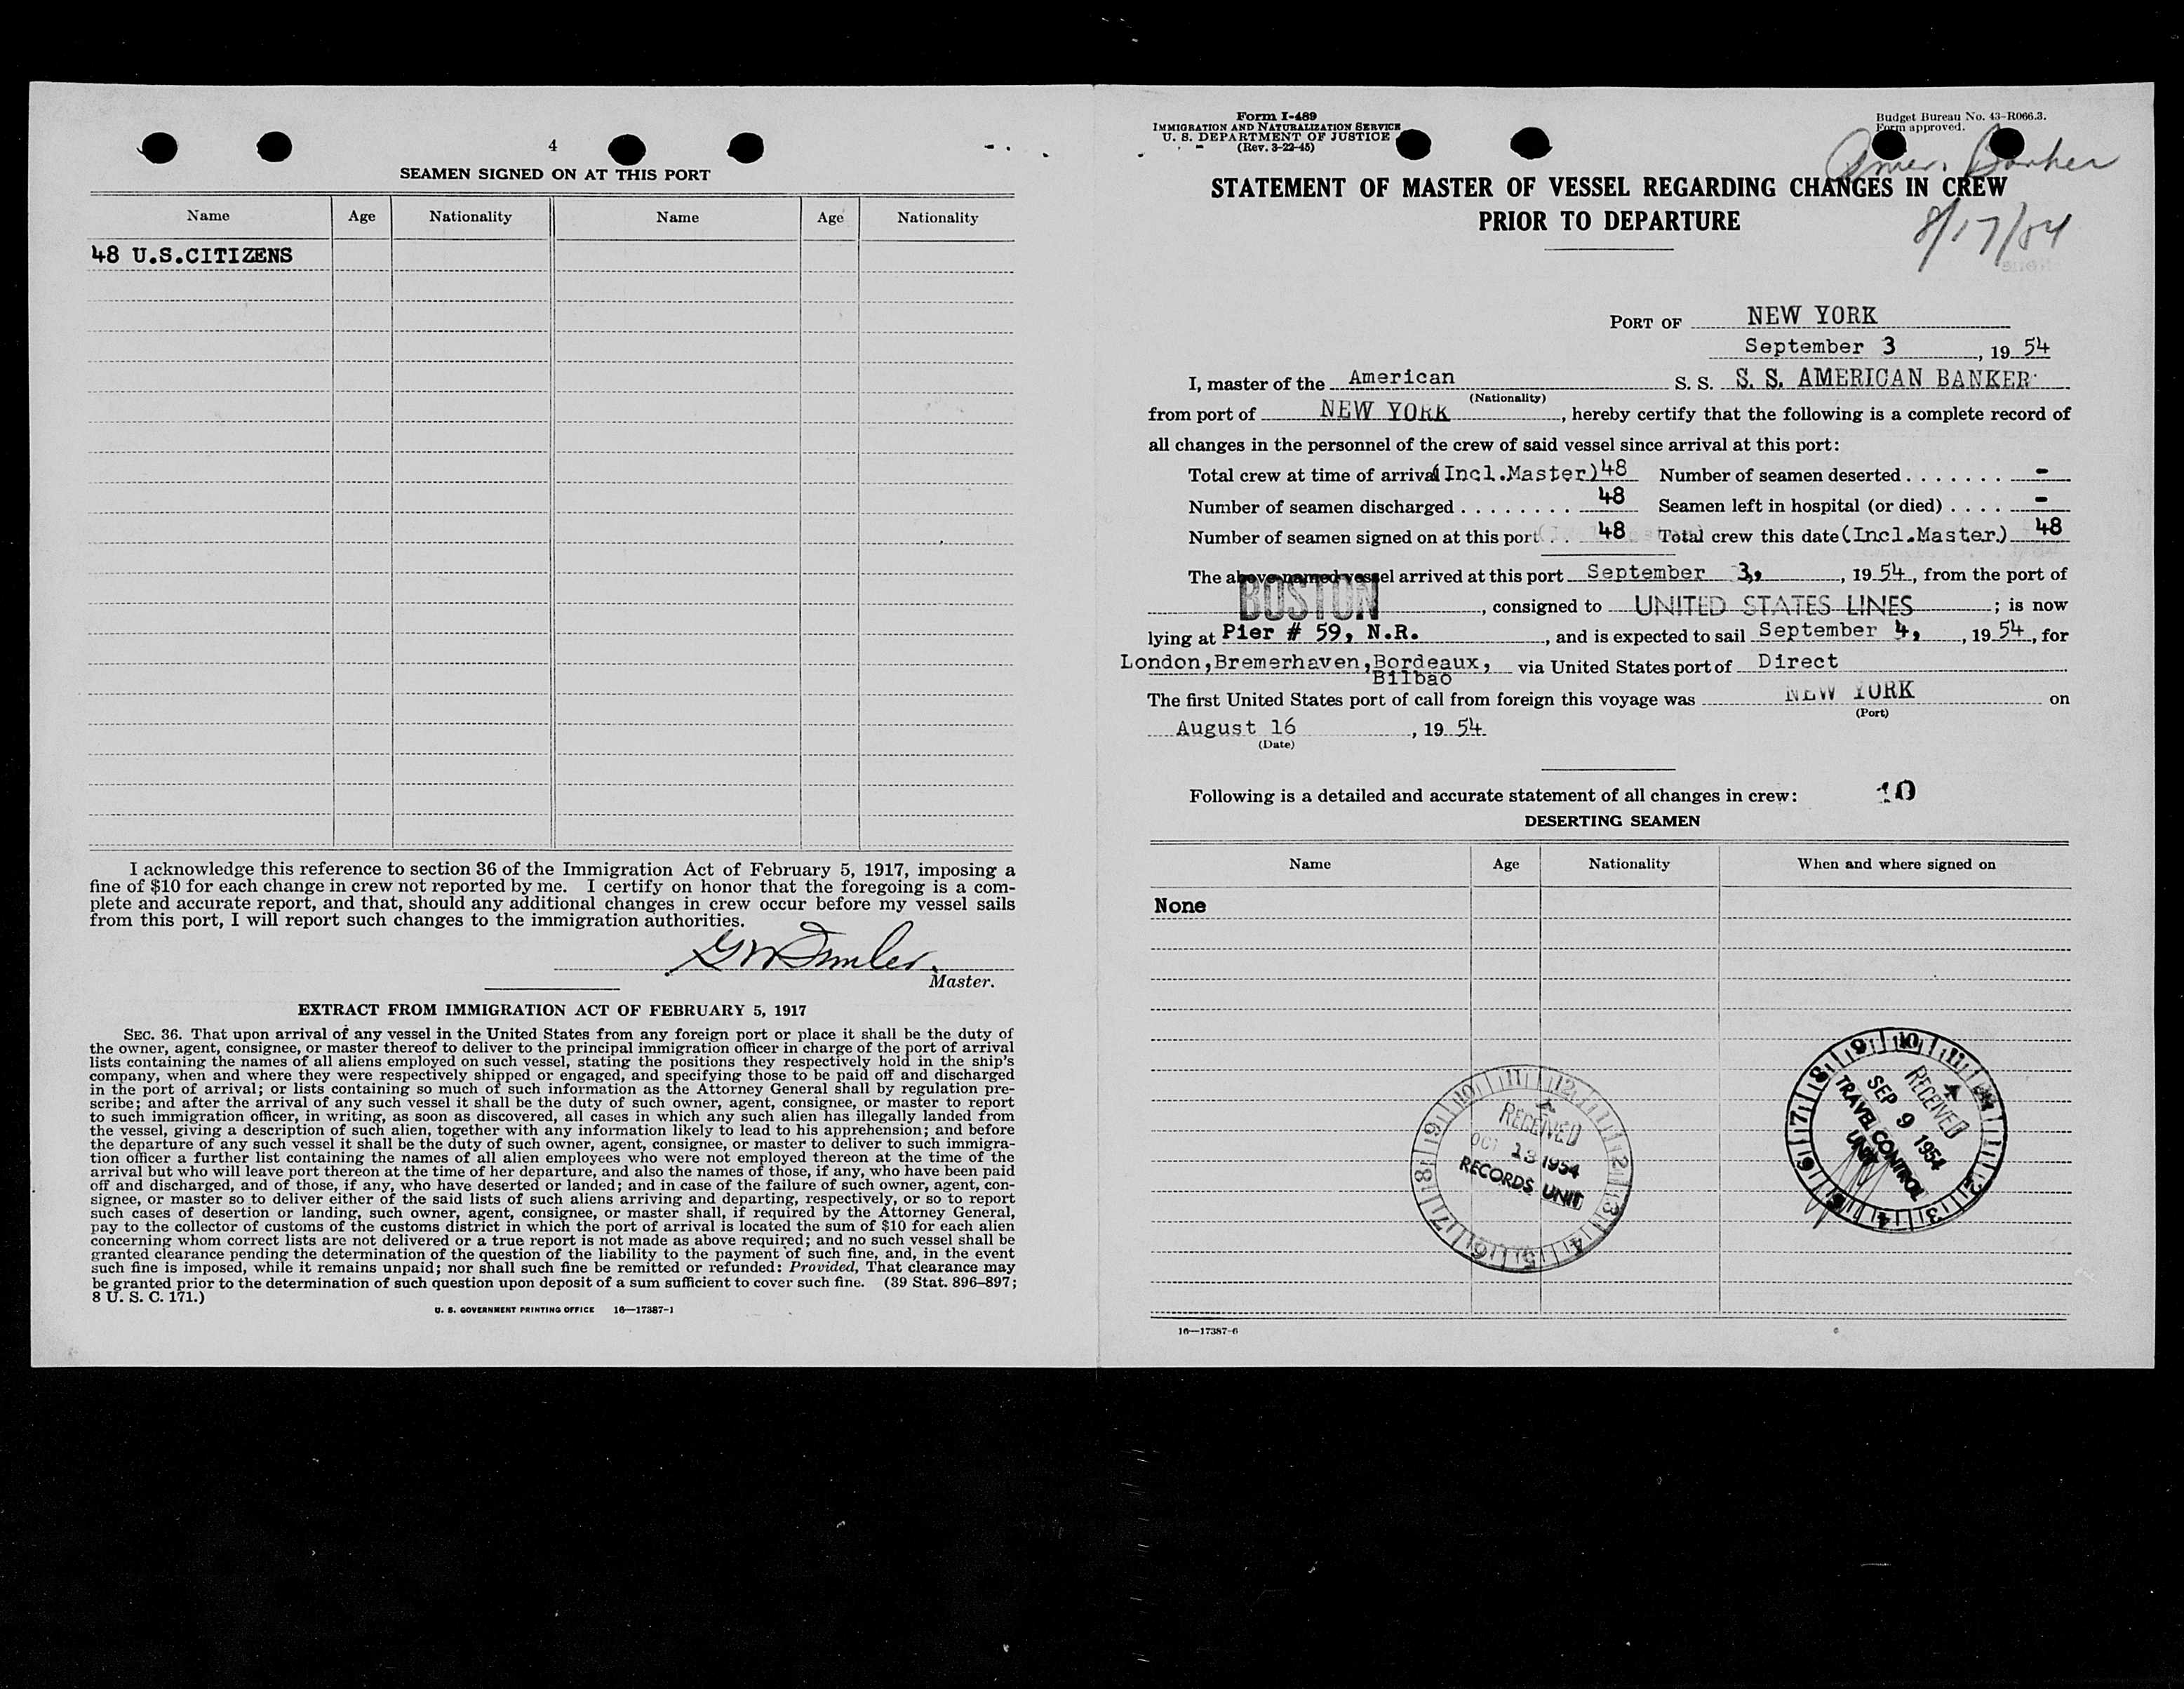 4
SEAMEN SIGNED ON AT THIS PORT
Name Age Nationality Name Age Nationality
48 U.S.CITIZENS
I acknowledge this reference to section 36 of the Immigration Act of February 5, 1917, imposing a
fine of $10 for each change in crew not reported by me. I certify on honor that the foregoing is a com-
plete and accurate report, and that, should any additional changes in crew occur before my vessel sails
from this port, I will report such changes to the immigration authorities.
Master.
EXTRACT FROM IMMIGRATION ACT OF FEBRUARY 5, 1917
SEC. 36. That upon arrival of any vessel in the United States from any foreign port or place it shall be the duty of
the owner, agent, consignee, or master thereof to deliver to the principal immigration officer in charge of the port of arrival
lists containing the names of all aliens employed on such vessel, stating the positions they respectively hold in the ship's
company, when and where they were respectively shipped or engaged, and specifying those to be paid off and discharged
in the port of arrival; or lists containing so much of such information as the Attorney General shall by regulation pre-
scribe; and after the arrival of any such vessel it shall be the duty of such owner, agent, consignee, or master to report
to such immigration officer, in writing, as soon as discovered, all cases in which any such alien has illegally landed from
the vessel, giving a description of such alien, together with any information likely to lead to his apprehension; and before
the departure of any such vessel it shall be the duty of such owner, agent, consignee, or master to deliver to such immigra-
tion officer a further list containing the names of all alien employees who were not employed thereon at the time of the
arrival but who will leave port thereon at the time of her departure, and also the names of those, if any, who have been paid
off and discharged, and of those, if any, who have deserted or landed; and in case of the failure of such owner, agent, con-
signee, or master so to deliver either of the said lists of such aliens arriving and departing, respectively, or so to report
such cases of desertion or landing, such owner, agent, consignee, or master shall, if required by the Attorney General,
pay to the collector of customs of the customs district in which the port of arrival is located the sum of $10 for each alien
concerning whom correct lists are not delivered or a true report is not made as above required; and no such vessel shall be
granted clearance pending the determination of the question of the liability to the payment of such fine, and, in the event
such fine is imposed, while it remains unpaid; nor shall such fine be remitted or refunded: Provided, That clearance may
be granted prior to the determination of such question upon deposit of a sum sufficient to cover such fine. (39 Stat. 896–897;
8 U. S. C. 171.)
U. S. GOVERNMENT PRINTING OFFICE 16—17387-1
Form I-489
IMMIGRATION AND NATURALIZATION SERVICE
U. S. DEPARTMENT OF JUSTICE
(Rev. 3-22-45)
Budget Bureau No. 43-R066.3.
Form approved.
Amer. Banker
STATEMENT OF MASTER OF VESSEL REGARDING CHANGES IN CREW
PRIOR TO DEPARTURE
8/17/54
PORT OF NEW YORK
September 3, 19 54
I, master of the American S. S. S. S. AMERICAN BANKER
(Nationality)
from port of NEW YORK, hereby certify that the following is a complete record of
all changes in the personnel of the crew of said vessel since arrival at this port:
Total crew at time of arrival (Incl.Master) 48 Number of seamen deserted . . . . . . . -
Number of seamen discharged . . . . . . . . 48 Seamen left in hospital (or died) . . . . -
Number of seamen signed on at this port . . 48 Total crew this date (Incl.Master.) 48
The above-named vessel arrived at this port September 3, , 19 54, from the port of
BOSTON, consigned to UNITED STATES LINES; is now
lying at Pier # 59, N.R., and is expected to sail September 4, , 19 54, for
London,Bremerhaven,Bordeaux, via United States port of Direct
Bilbao
The first United States port of call from foreign this voyage was NEW YORK on
(Port)
August 16, 19 54
(Date)
Following is a detailed and accurate statement of all changes in crew: 10
DESERTING SEAMEN
Name Age Nationality When and where signed on
None
RECEIVED
OCT 13 1954
RECORDS UNIT
RECEIVED
SEP 9 1954
TRAVEL CONTROL
UNIT
16—17387-6